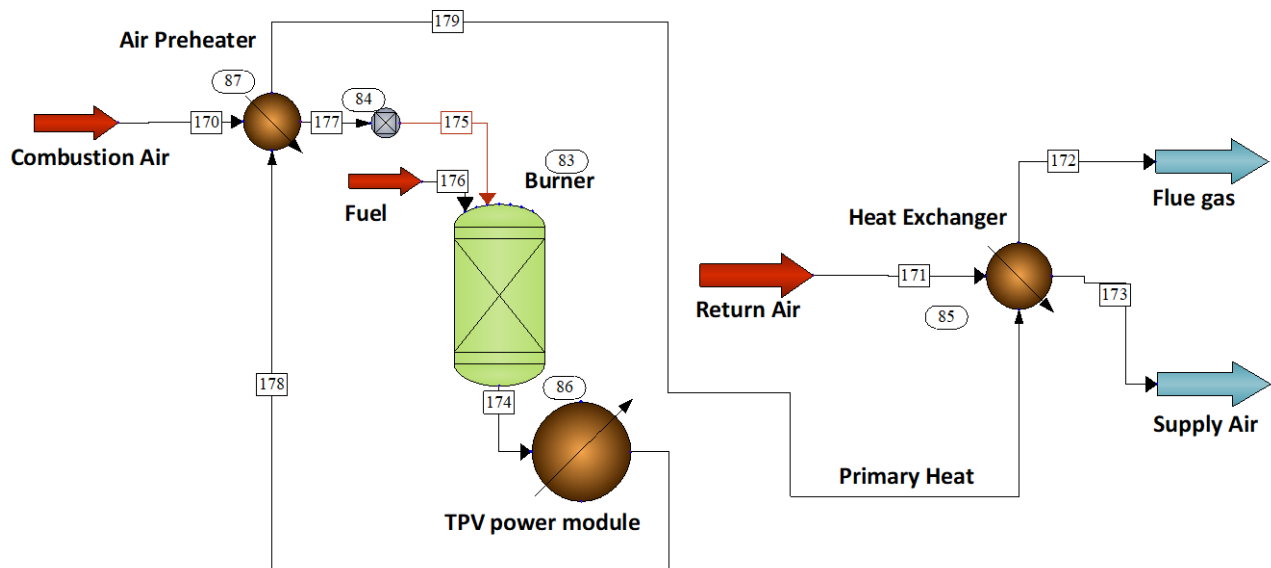 179
Air Preheater
87
84
Combustion Air
170
177
175
83
176
Burner
Fuel
172
Flue gas
Heat Exchanger
171
Return Air
85
173
178
174
86
Supply Air
Primary Heat
TPV power module